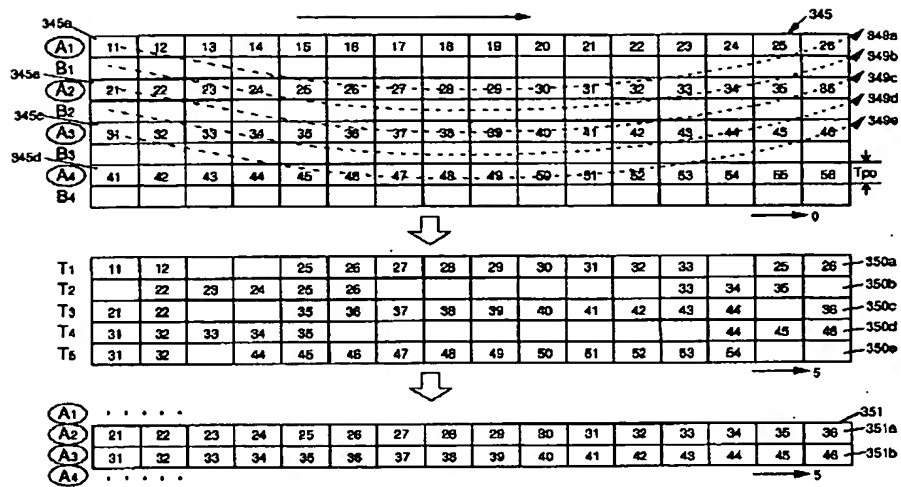 345a 345 349a
A1 11 12 13 14 15 16 17 18 19 20 21 22 23 24 25 26
349b
B1
345e 349c
A2 21 22 23 24 25 26 27 28 29 30 31 32 33 34 35
B2 349d
345c
A3 31 32 33 34 35 36 37 38 39 40 41 42 43 44 45 46 349e
B3
345d
A4 41 42 43 44 45 46 47 48 49 50 51 52 53 54 55 56 Tpo
B4
0
T1 11 12 25 26 27 28 29 30 31 32 33 25 26 350a
T2 22 23 24 25 26 33 34 35 350b
T3 21 22 35 36 37 38 39 40 41 42 43 44 36 350c
T4 31 32 33 34 35 44 45 46 350d
T5 31 32 44 45 46 47 48 49 50 51 52 53 54 350e
5
A1 . . . . . 351
A2 21 22 23 24 25 26 27 28 29 30 31 32 33 34 35 36 351a
A3 31 32 33 34 35 36 37 38 39 40 41 42 43 44 45 46 351b
A4 . . . . . 5